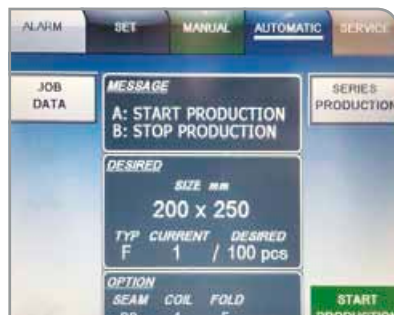 ALARM SET MANUAL AUTOMATIC SERVICE
JOB DATA
MESSAGE
A: START PRODUCTION
B: STOP PRODUCTION
SERIES PRODUCTION
DESIRED
SIZE mm
200 x 250
TYP CURRENT DESIRED
F 1 / 100 pcs
OPTION
SEAM COIL FOLD
START
PRODUCTION